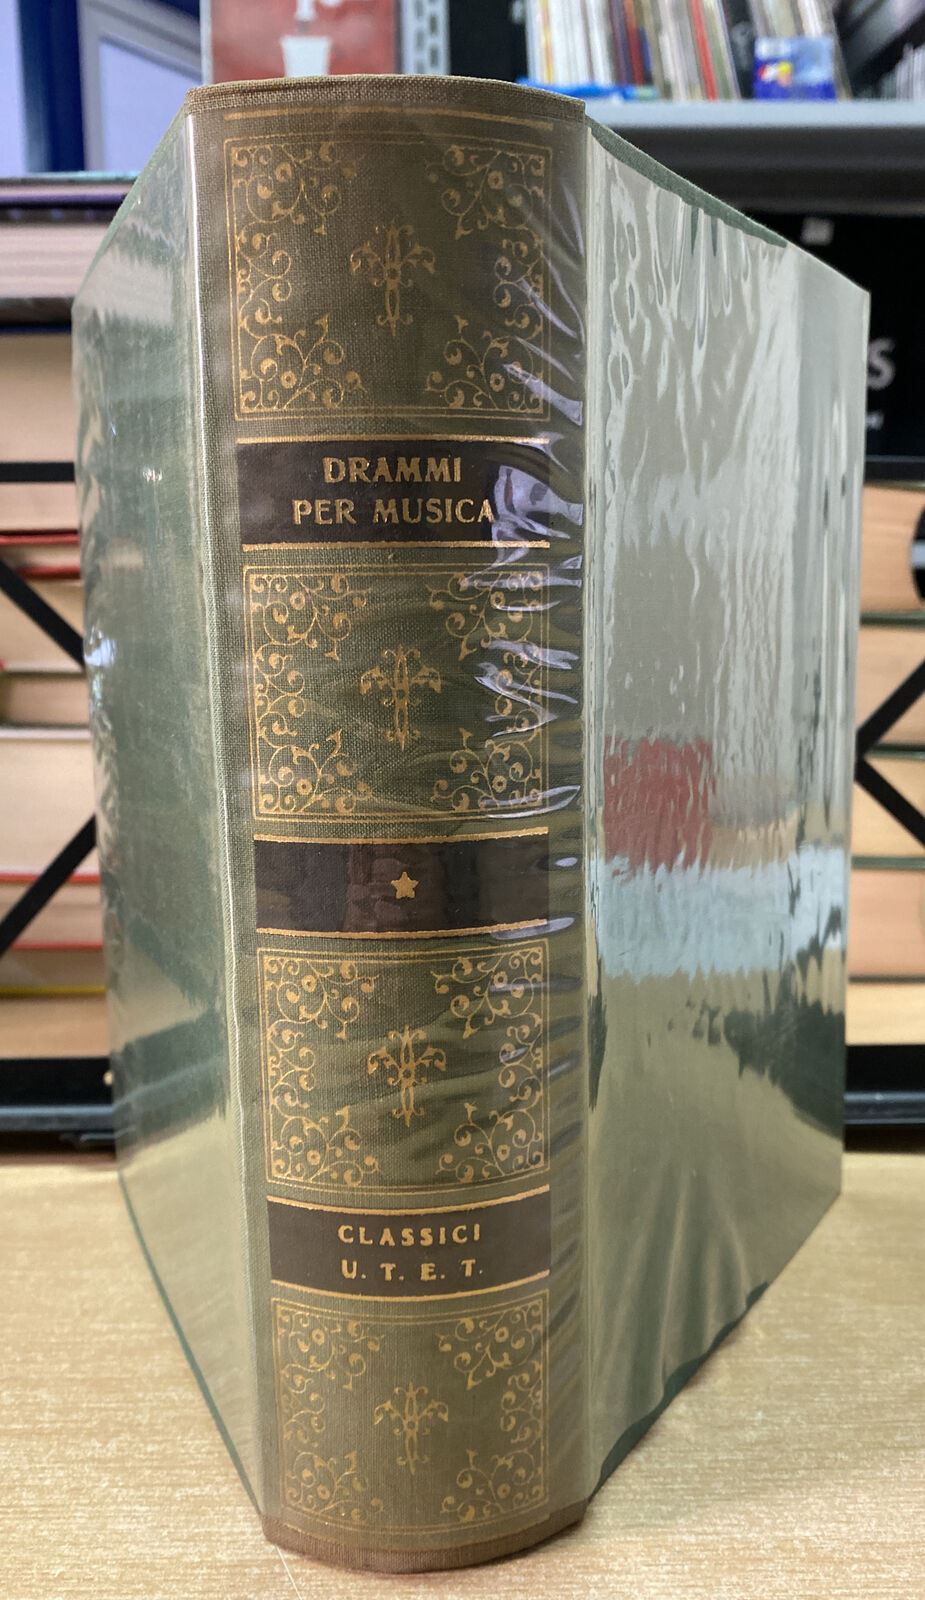 DRAMMI
PER MUSICA
CLASSICI
U. T. E. T.